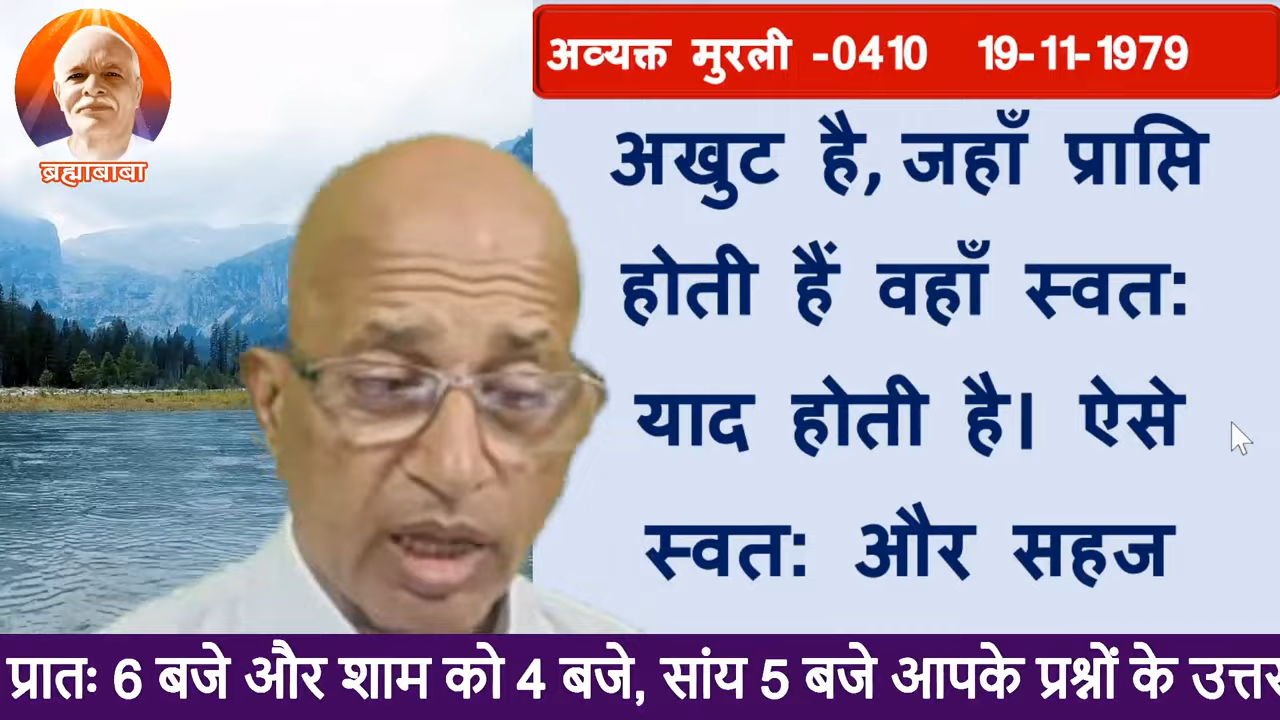 ब्रह्माबाबा
अव्यक्त मुरली -0410 19-11-1979
अखुट है, जहाँ प्राप्ति
होती हैं वहाँ स्वत:
याद होती है। ऐसे
स्वत: और सहज
प्रातः 6 बजे और शाम को 4 बजे, सांय 5 बजे आपके प्रश्नों के उत्तर